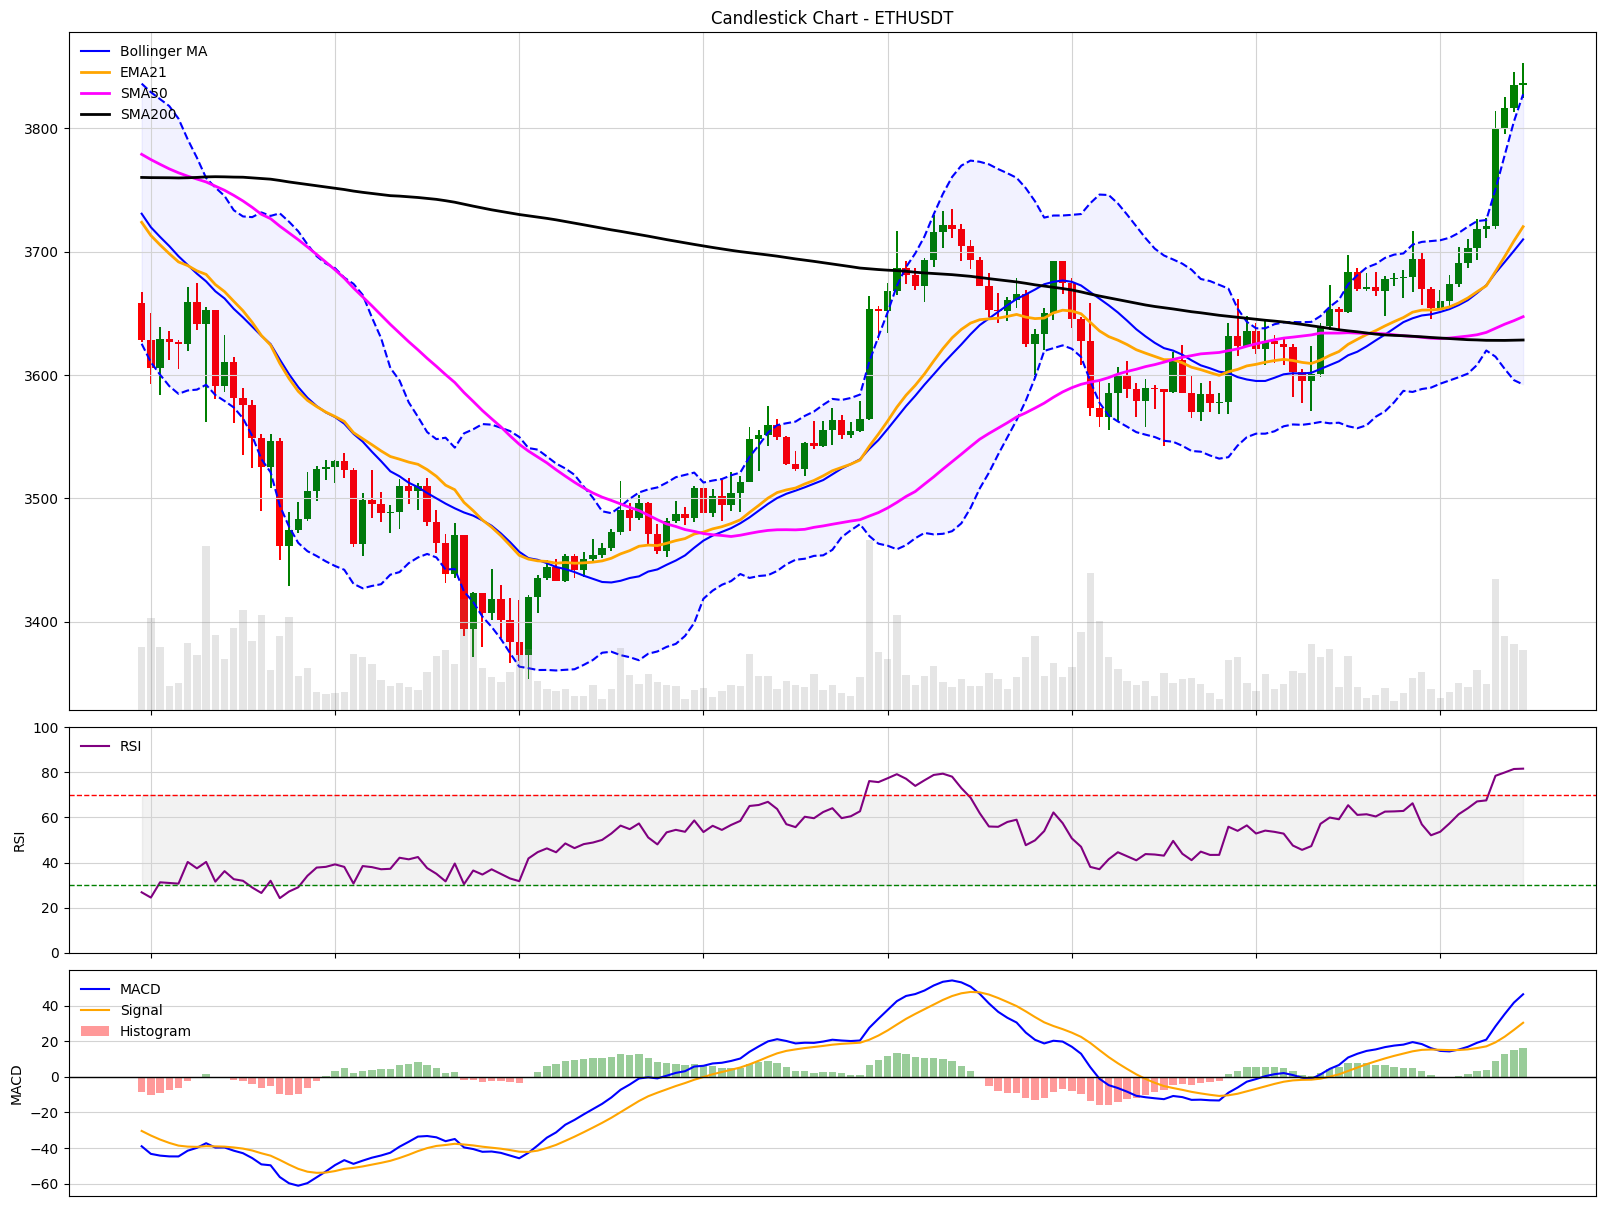 Candlestick Chart - ETHUSDT
Bollinger MA
EMA21
SMA50
SMA200
3800
3700
3600
3500
3400
RSI
100
80
60
40
20
0
RSI
MACD
Signal
Histogram
40
20
0
−20
−40
−60
MACD